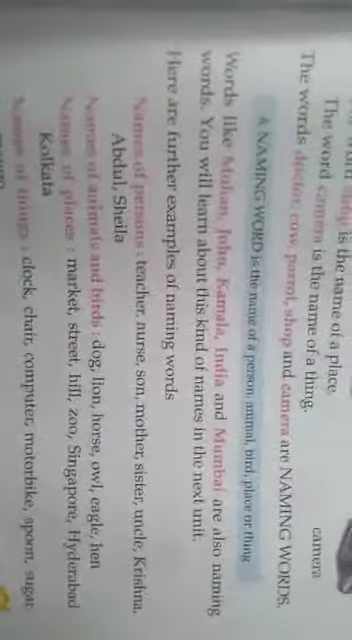 is the name of a place.
The word camera is the name of a thing.
camera
The words doctor, cow, parrot, shop and camera are NAMING WORDS.
A NAMING WORD is the name of a person, animal, bird, place or thing
Words like Mohan, John, Kamala, India and Mumbai are also naming
words. You will learn about this kind of names in the next unit.
Here are further examples of naming words
Names of persons : teacher, nurse, son, mother, sister, uncle, Krishna,
Abdul, Sheila
Name of animals and birds : dog, lion, horse, owl, eagle, hen
Names of places : market, street, hill, zoo, Singapore, Hyderabad
Kolkata
Names of things : clock, chair, computer, motorbike, spoon, sugar